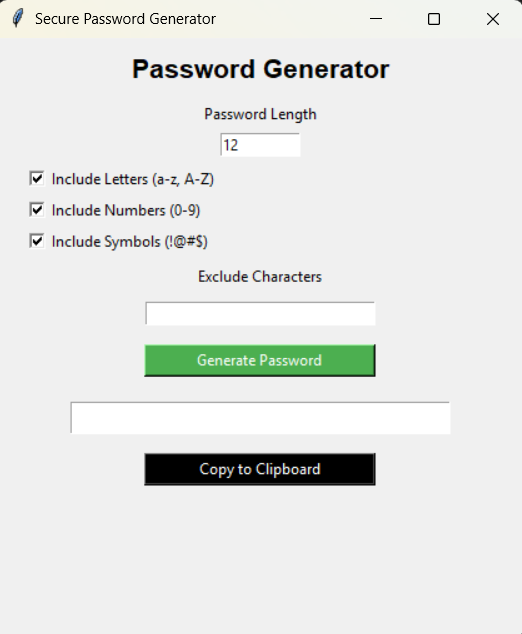 Secure Password Generator
Password Generator
Password Length
12
Include Letters (a-z, A-Z)
Include Numbers (0-9)
Include Symbols (!@#$)
Exclude Characters
Generate Password
Copy to Clipboard